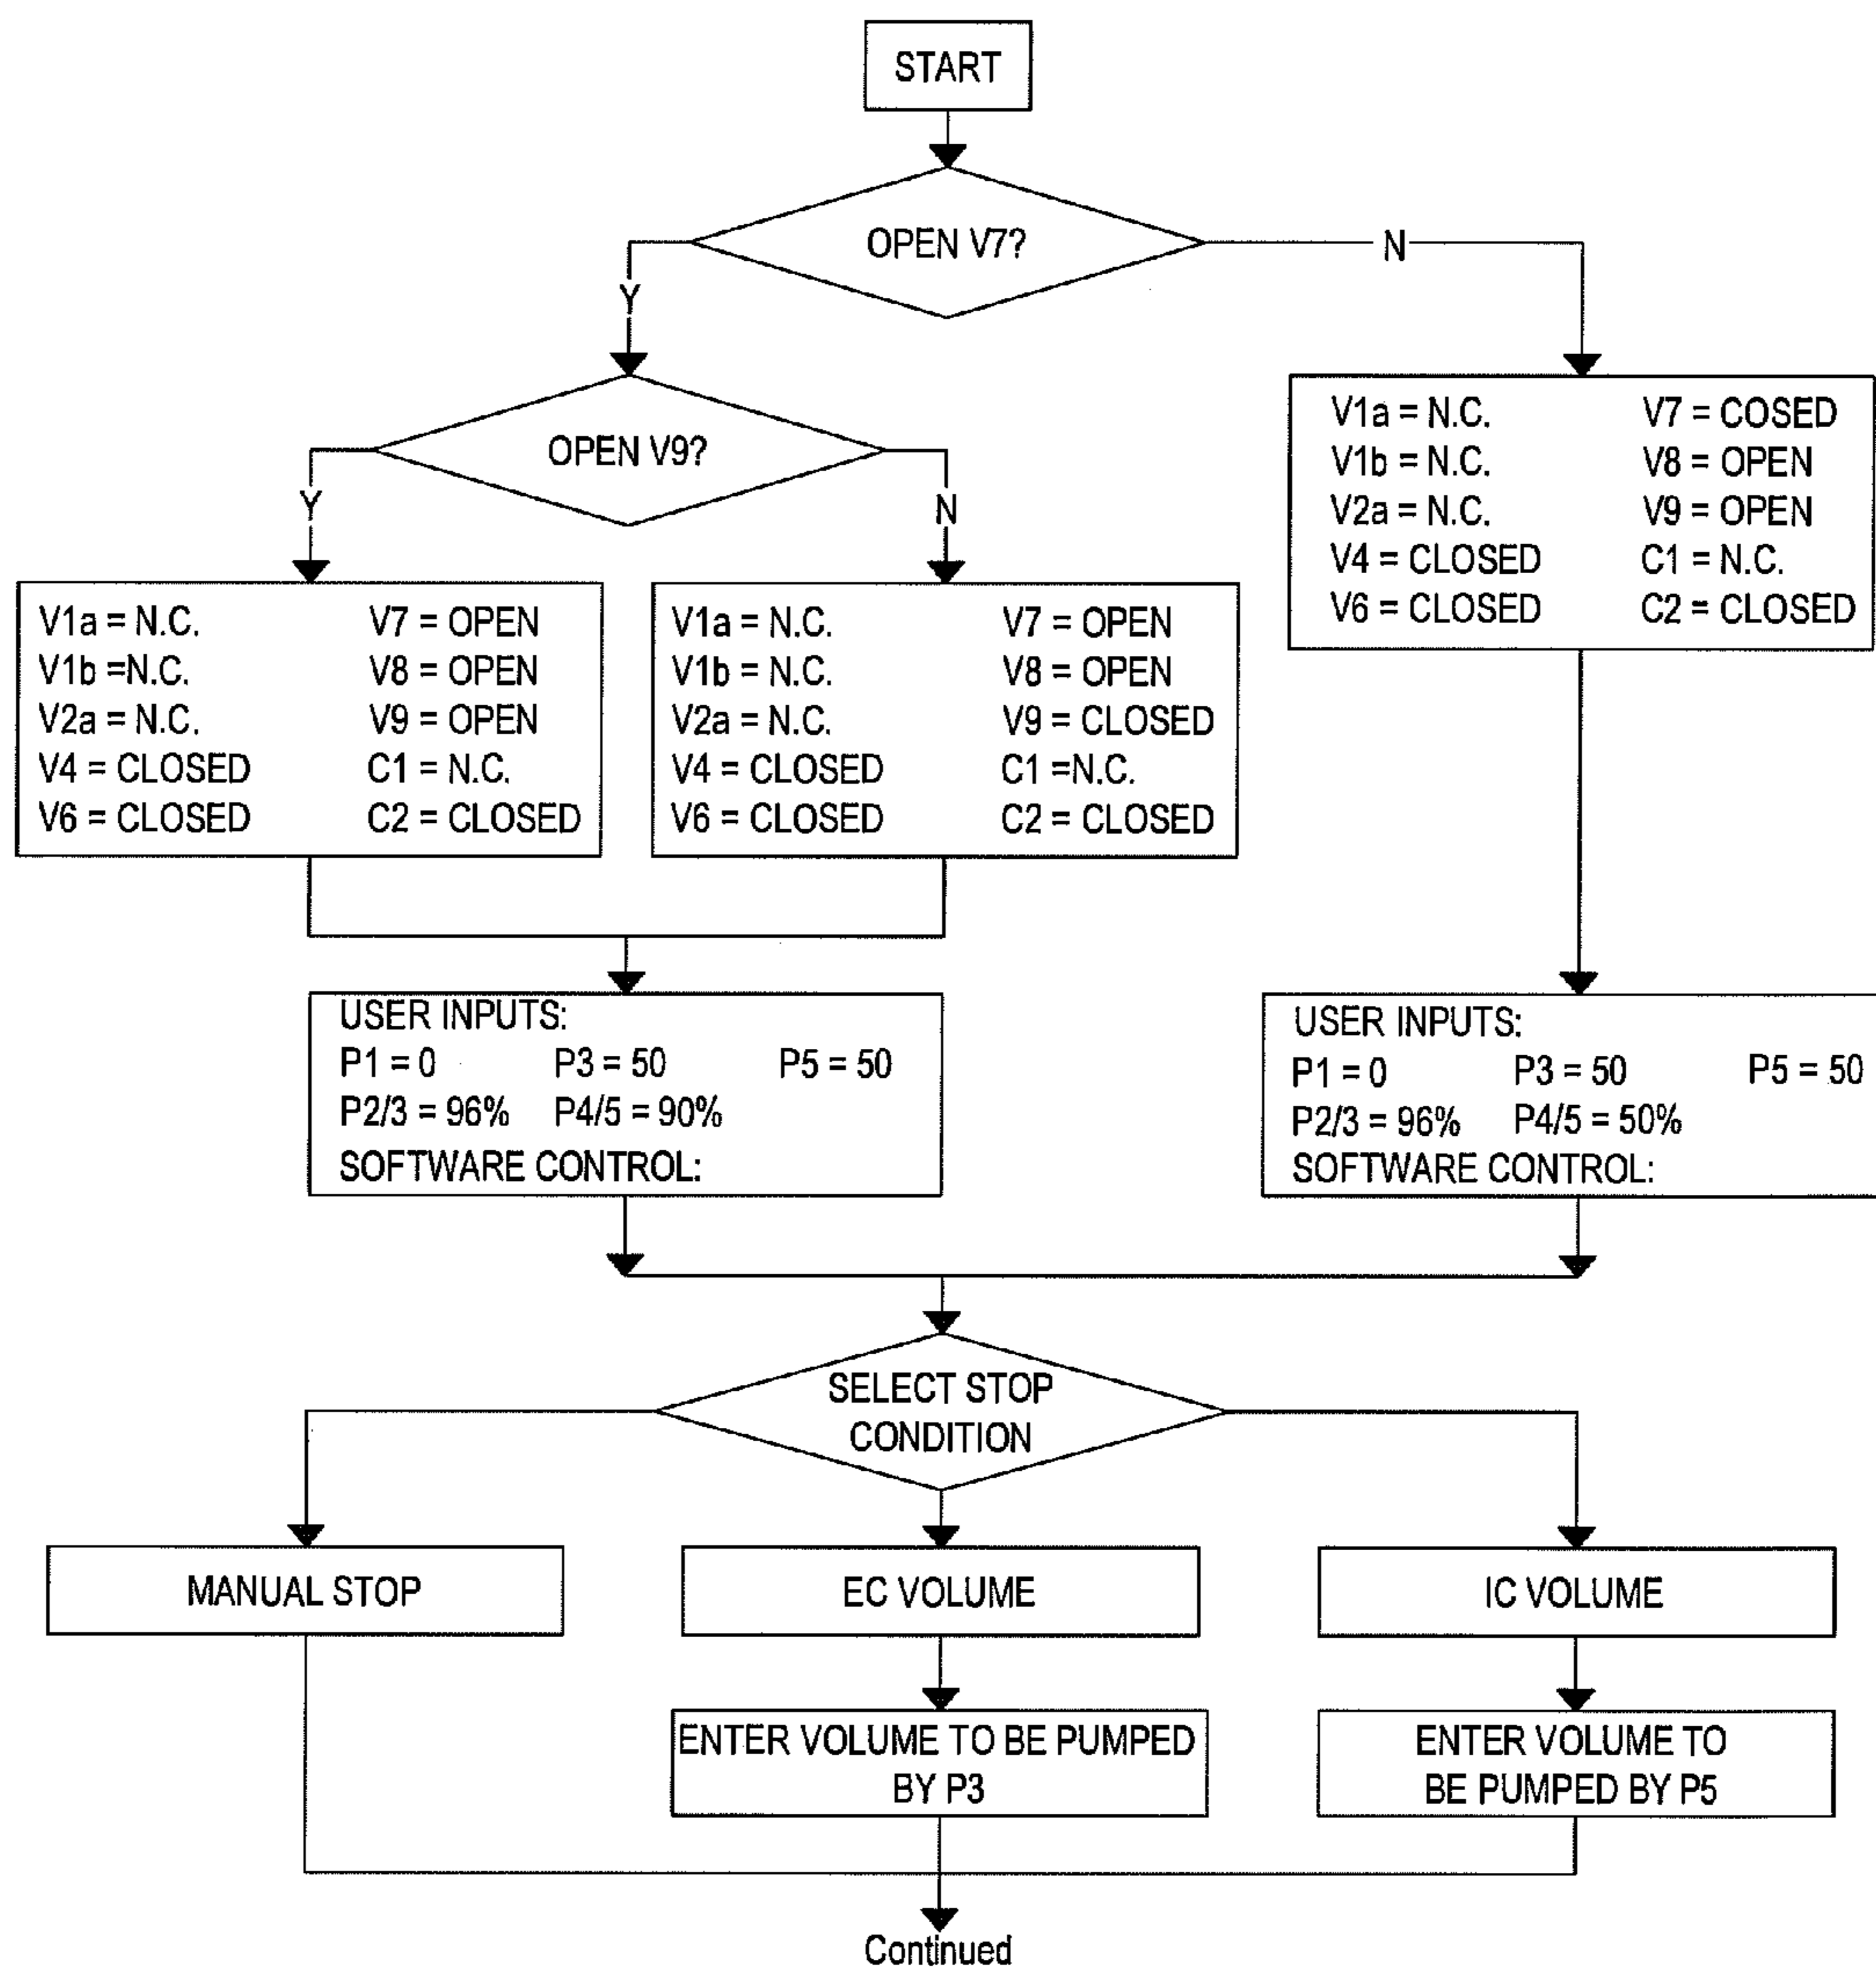 START
OPEN V7?
Y
N
OPEN V9?
Y
N
V1a = N.C. V7 = COSED
V1b = N.C. V8 = OPEN
V2a = N.C. V9 = OPEN
V4 = CLOSED C1 = N.C.
V6 = CLOSED C2 = CLOSED
V1a = N.C. V7 = OPEN
V1b =N.C. V8 = OPEN
V2a = N.C. V9 = OPEN
V4 = CLOSED C1 = N.C.
V6 = CLOSED C2 = CLOSED
V1a = N.C. V7 = OPEN
V1b = N.C. V8 = OPEN
V2a = N.C. V9 = CLOSED
V4 = CLOSED C1 =N.C.
V6 = CLOSED C2 = CLOSED
USER INPUTS:
P1 = 0 P3 = 50 P5 = 50
P2/3 = 96% P4/5 = 90%
SOFTWARE CONTROL:
USER INPUTS:
P1 = 0 P3 = 50 P5 = 50
P2/3 = 96% P4/5 = 50%
SOFTWARE CONTROL:
SELECT STOP
CONDITION
MANUAL STOP
EC VOLUME
IC VOLUME
ENTER VOLUME TO BE PUMPED
BY P3
ENTER VOLUME TO
BE PUMPED BY P5
Continued